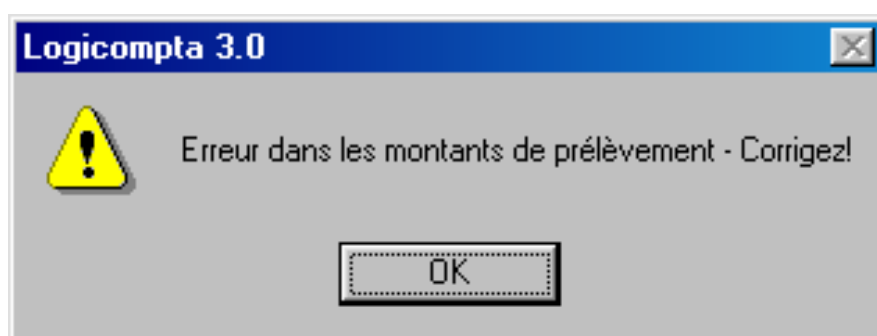 Logicompta 3.0
Erreur dans les montants de prélèvement - Corrigez!
OK